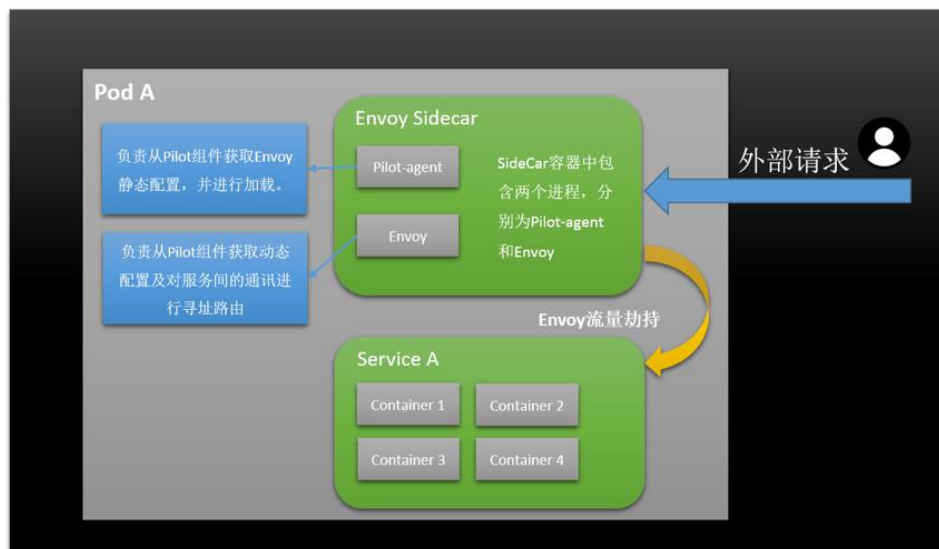 Pod A
负责从Pilot组件获取Envoy
静态配置，并进行加载。
负责从Pilot组件获取动态
配置及对服务间的通讯进
行寻址路由
Envoy Sidecar
Pilot-agent
Envoy
SideCar容器中包
含两个进程，分
别为Pilot-agent
和Envoy
外部请求
Envoy流量劫持
Service A
Container 1
Container 2
Container 3
Container 4